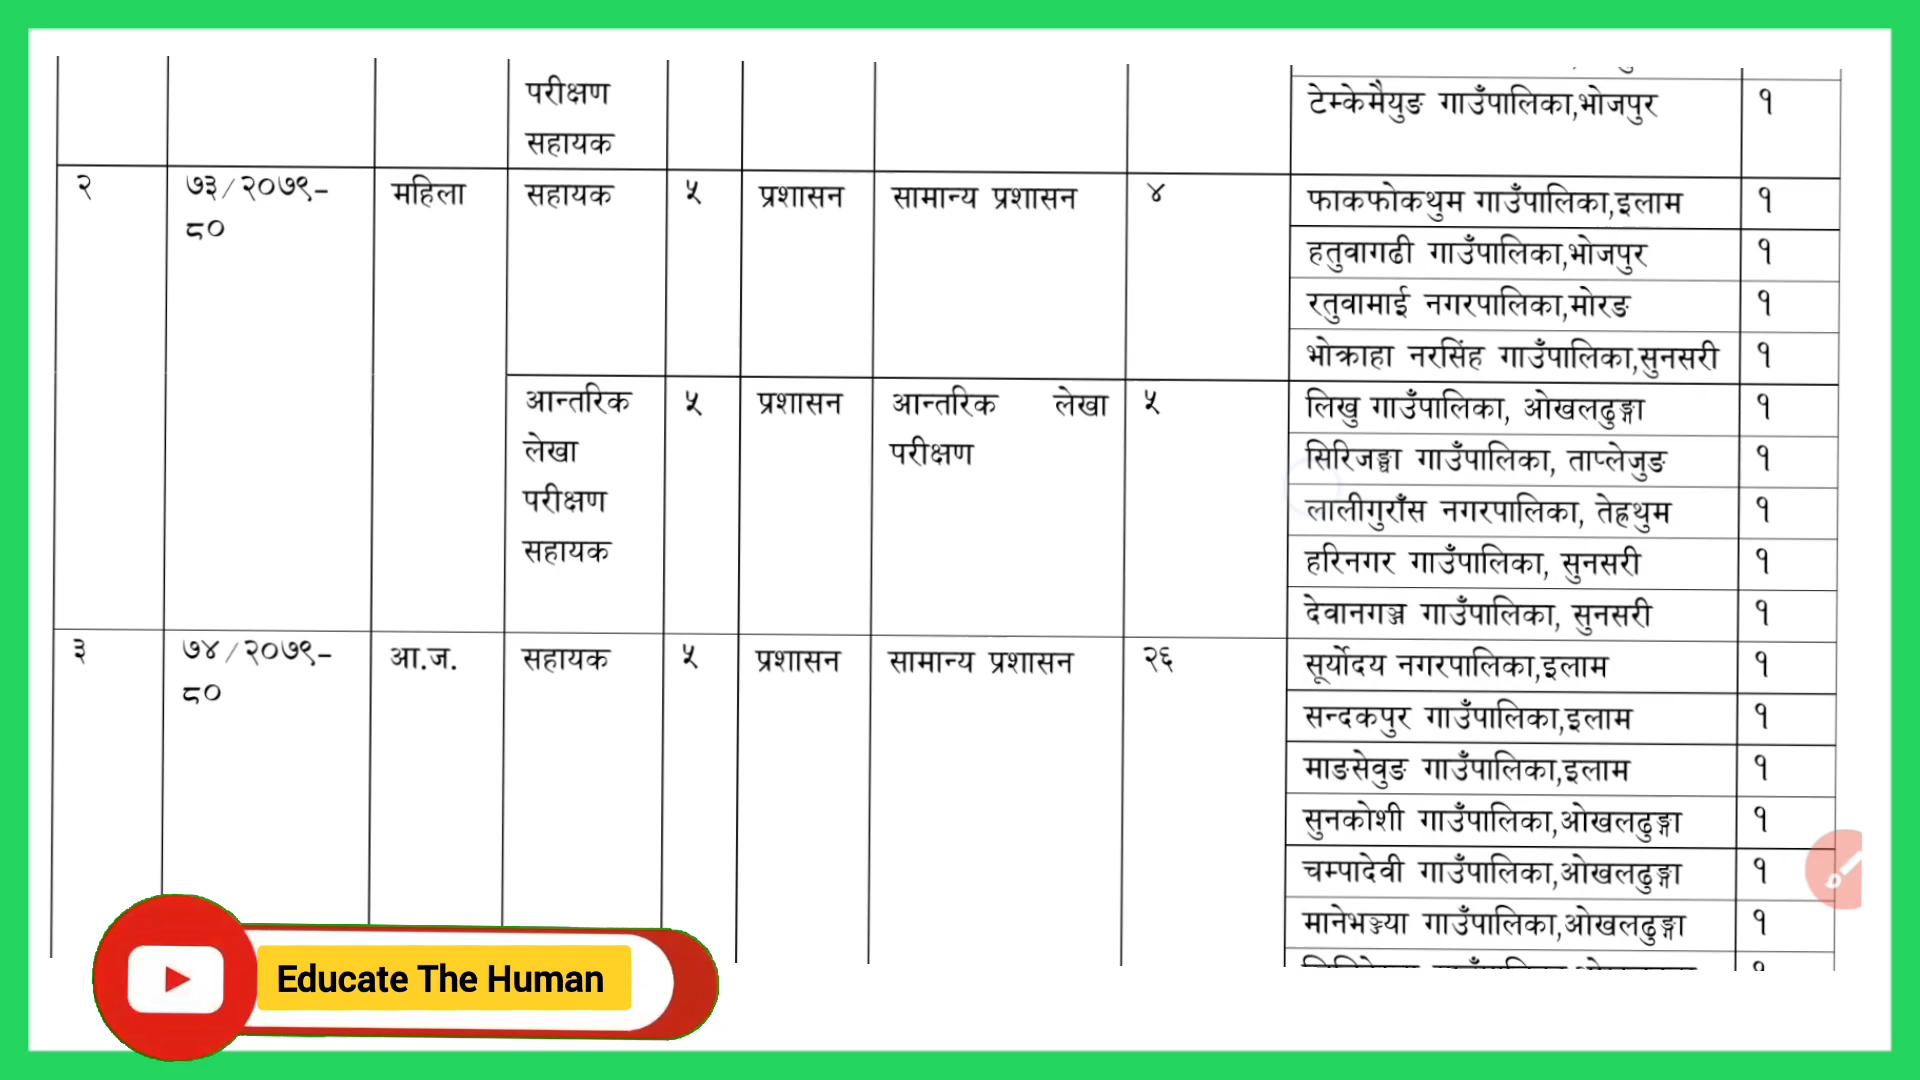 परीक्षण
सहायक
टेम्केमैयुङ गाउँपालिका,भोजपुर १
२ ७३/२०७९- महिला सहायक ५ प्रशासन सामान्य प्रशासन ४ फाकफोकथुम गाउँपालिका,इलाम १
८०
हतुवागढी गाउँपालिका,भोजपुर १
रतुवामाई नगरपालिका,मोरङ १
भोक्राहा नरसिंह गाउँपालिका,सुनसरी १
आन्तरिक ५ प्रशासन आन्तरिक लेखा ५ लिखु गाउँपालिका, ओखलढुङ्गा १
लेखा परीक्षण सिरिजङ्घा गाउँपालिका, ताप्लेजुङ १
परीक्षण लालीगुराँस नगरपालिका, तेह्रथुम १
सहायक हरिनगर गाउँपालिका, सुनसरी १
देवानगञ्ज गाउँपालिका, सुनसरी १
३ ७४/२०७९- आ.ज. सहायक ५ प्रशासन सामान्य प्रशासन २६ सूर्योदय नगरपालिका,इलाम १
८०
सन्दकपुर गाउँपालिका,इलाम १
माङसेवुङ गाउँपालिका,इलाम १
सुनकोशी गाउँपालिका,ओखलढुङ्गा १
चम्पादेवी गाउँपालिका,ओखलढुङ्गा १
मानेभञ्ज्या गाउँपालिका,ओखलढुङ्गा १
Educate The Human